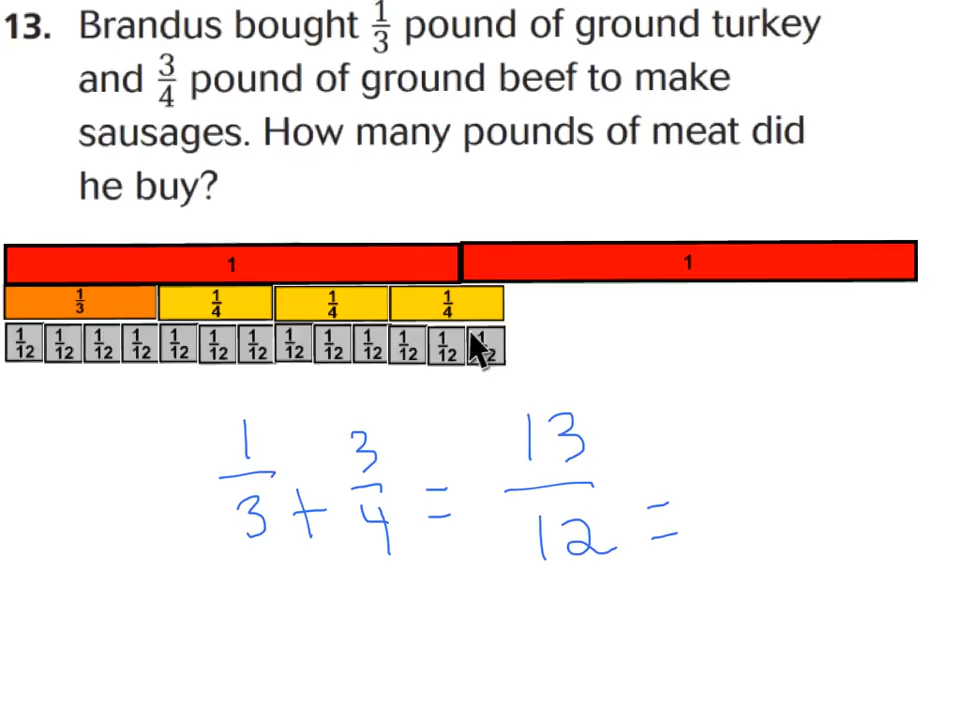 13. Brandus bought 1/3 pound of ground turkey
and 3/4 pound of ground beef to make
sausages. How many pounds of meat did
he buy?
1 1
1/3 1/4 1/4 1/4
1/12 1/12 1/12 1/12 1/12 1/12 1/12 1/12 1/12 1/12 1/12 1/12
1/3 + 3/4 = 13/12 =